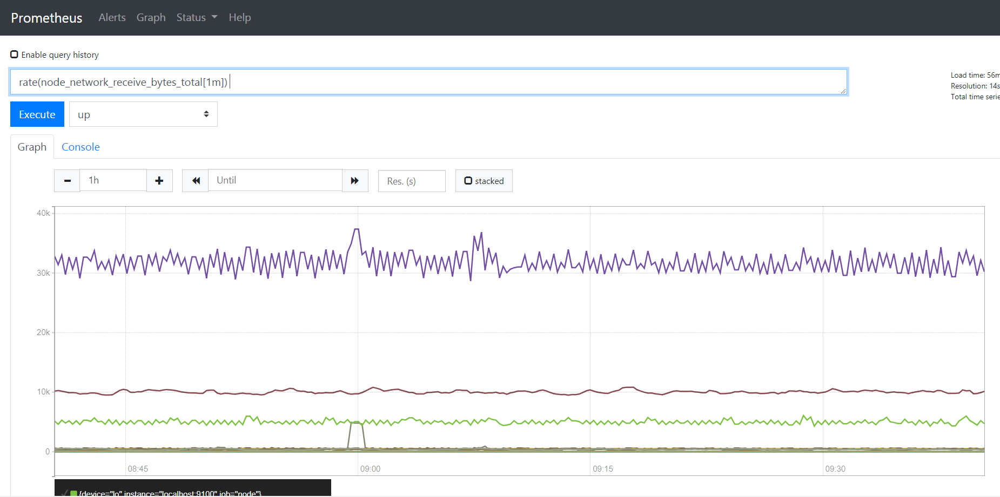 Prometheus Alerts Graph Status Help
Enable query history
rate(node_network_receive_bytes_total[1m])
Load time: 56m
Resolution: 14s
Total time serie
Execute up
Graph Console
1h Until Res. (s) stacked
40k
30k
20k
10k
0
08:45 09:00 09:15 09:30
{device="lo",instance="localhost:9100",job="node"}